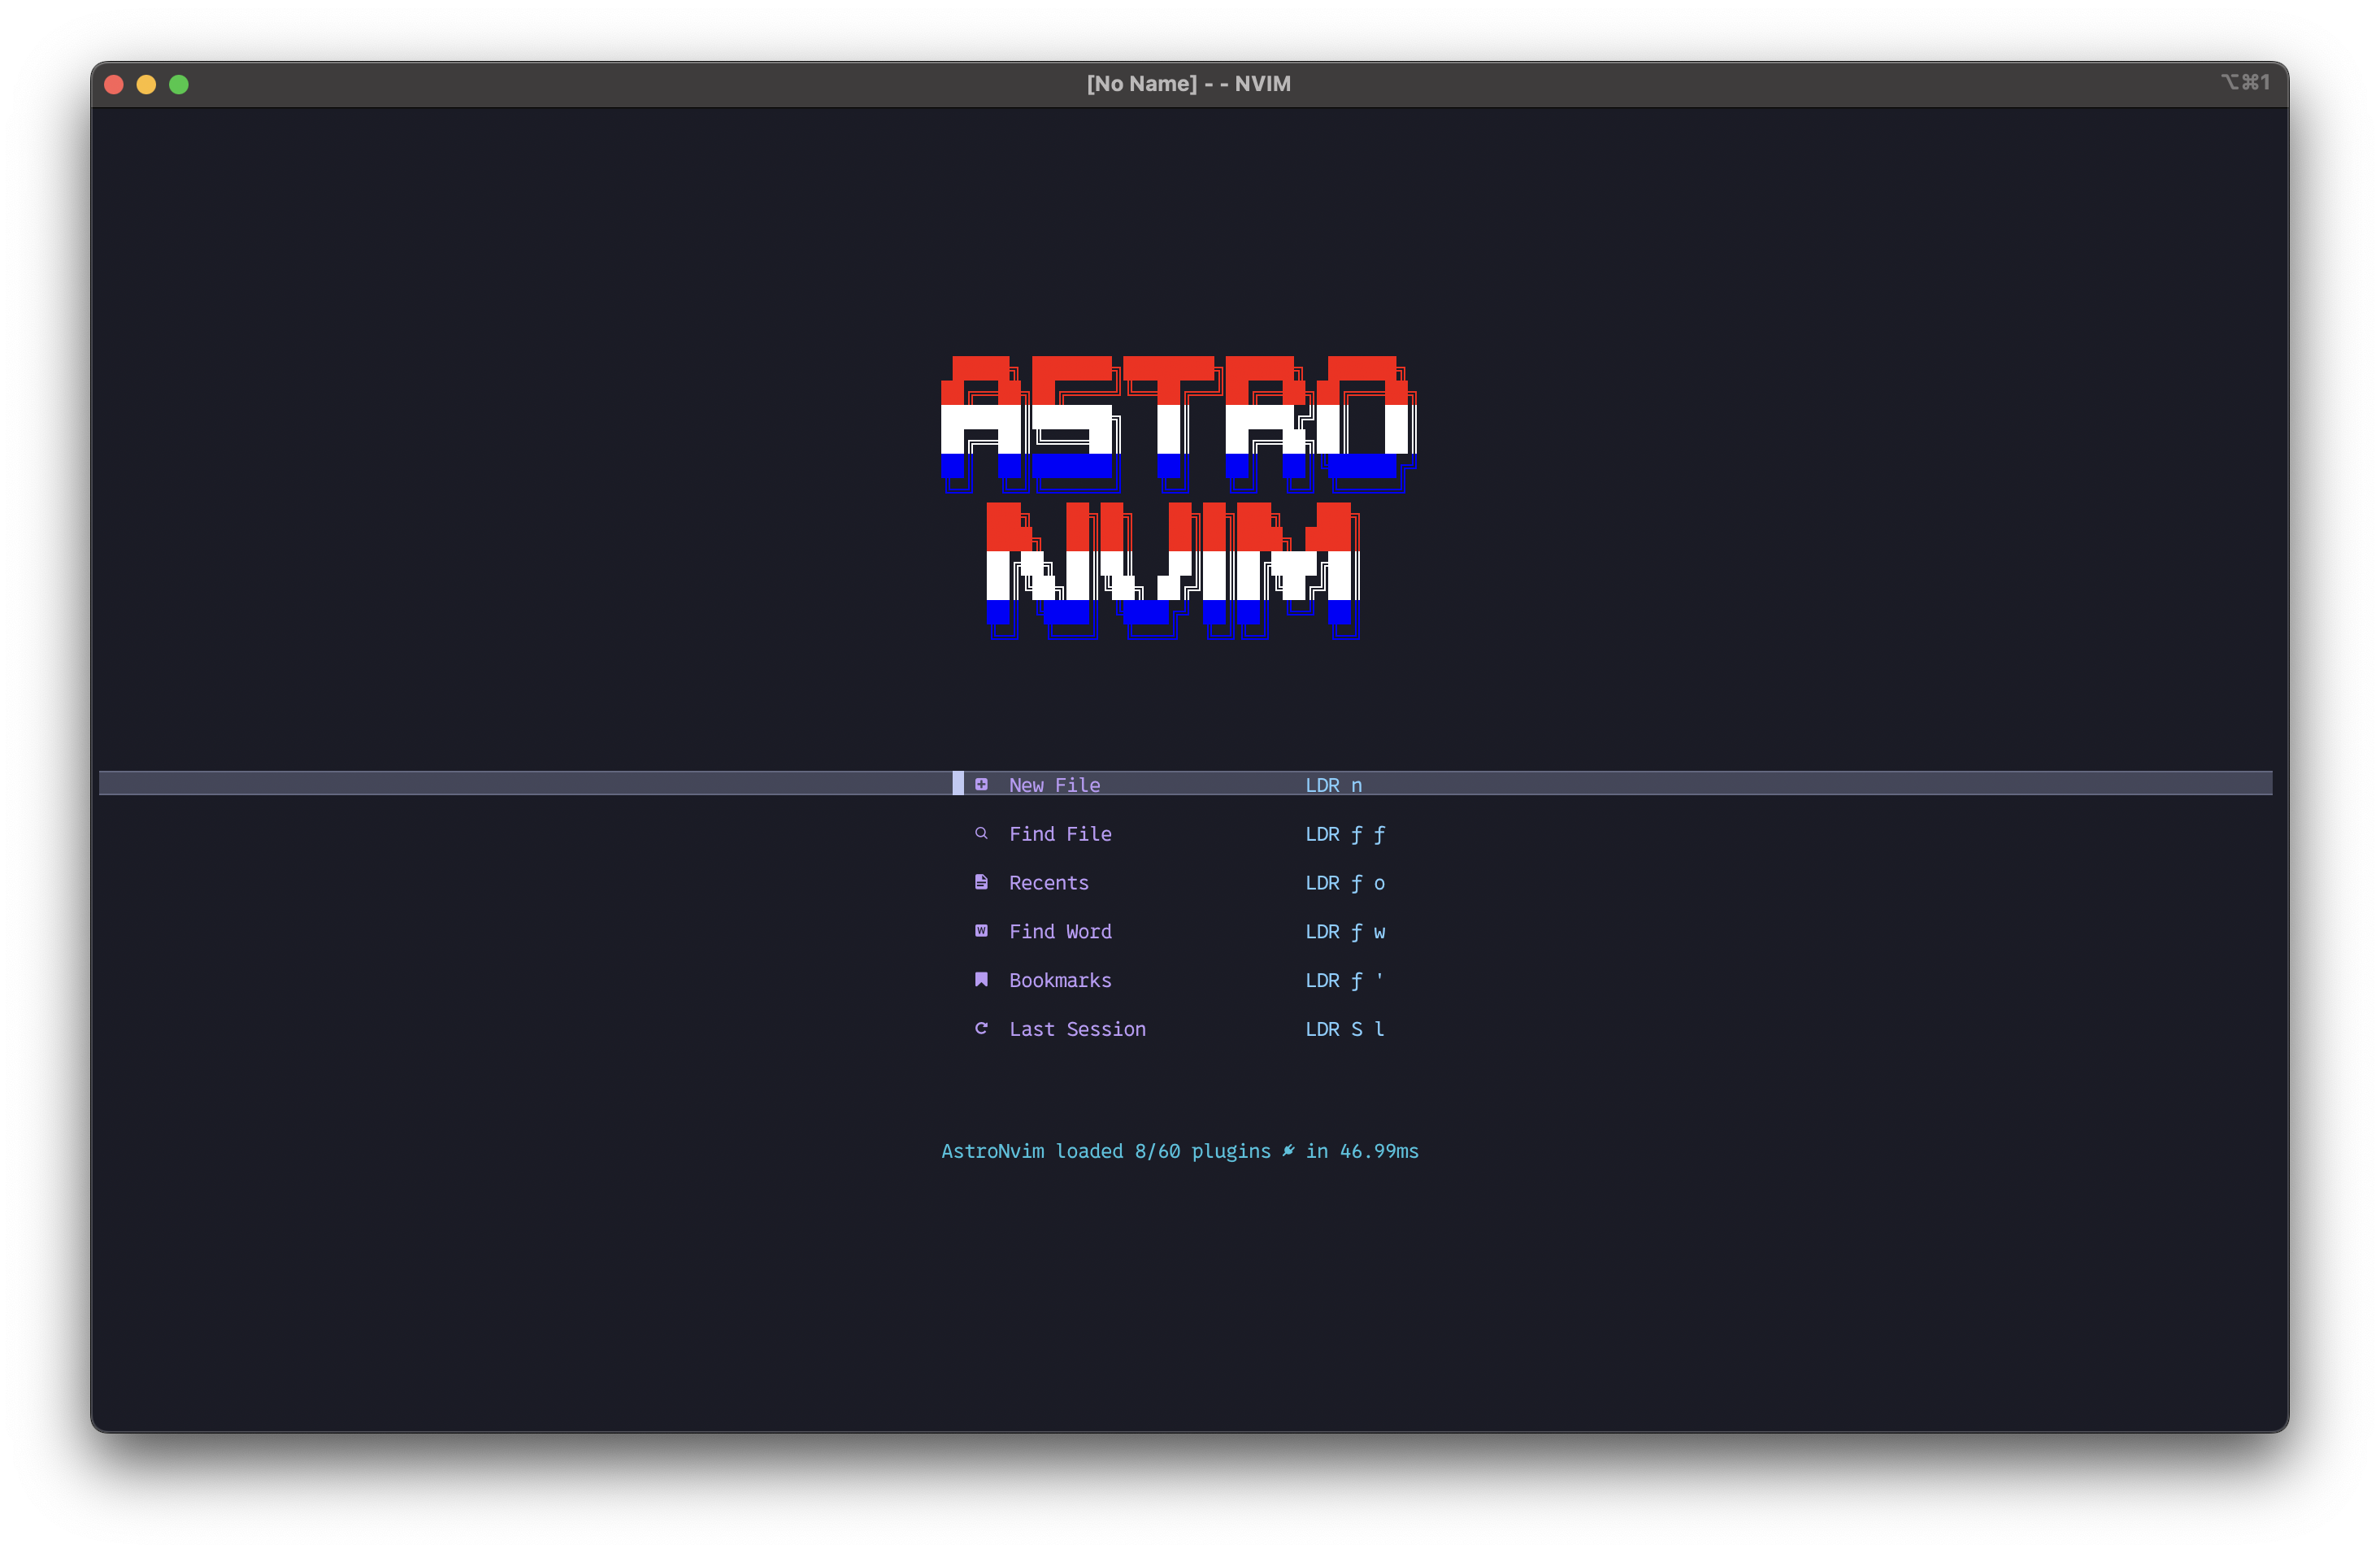 [No Name] - - NVIM
⌥⌘1
ASTRO
NVIM
New File LDR n
Find File LDR f f
Recents LDR f o
Find Word LDR f w
Bookmarks LDR f '
Last Session LDR S l
AstroNvim loaded 8/60 plugins in 46.99ms